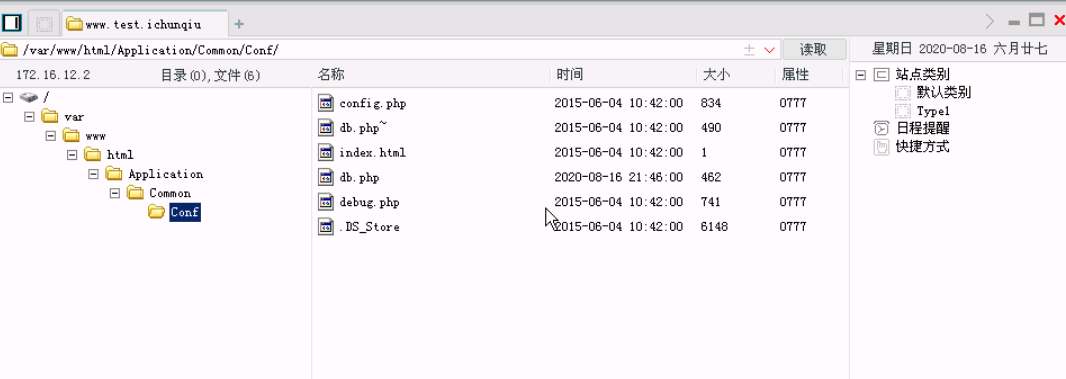 www.test.ichunqiu +
/var/www/html/Application/Common/Conf/ 读取 星期日 2020-08-16 六月廿七
172.16.12.2 目录(0),文件(6) 名称 时间 大小 属性
/
var
www
html
Application
Common
Conf
config.php 2015-06-04 10:42:00 834 0777
db.php~ 2015-06-04 10:42:00 490 0777
index.html 2015-06-04 10:42:00 1 0777
db.php 2020-08-16 21:46:00 462 0777
debug.php 2015-06-04 10:42:00 741 0777
.DS_Store 2015-06-04 10:42:00 6148 0777
站点类别
默认类别
Type1
日程提醒
快捷方式